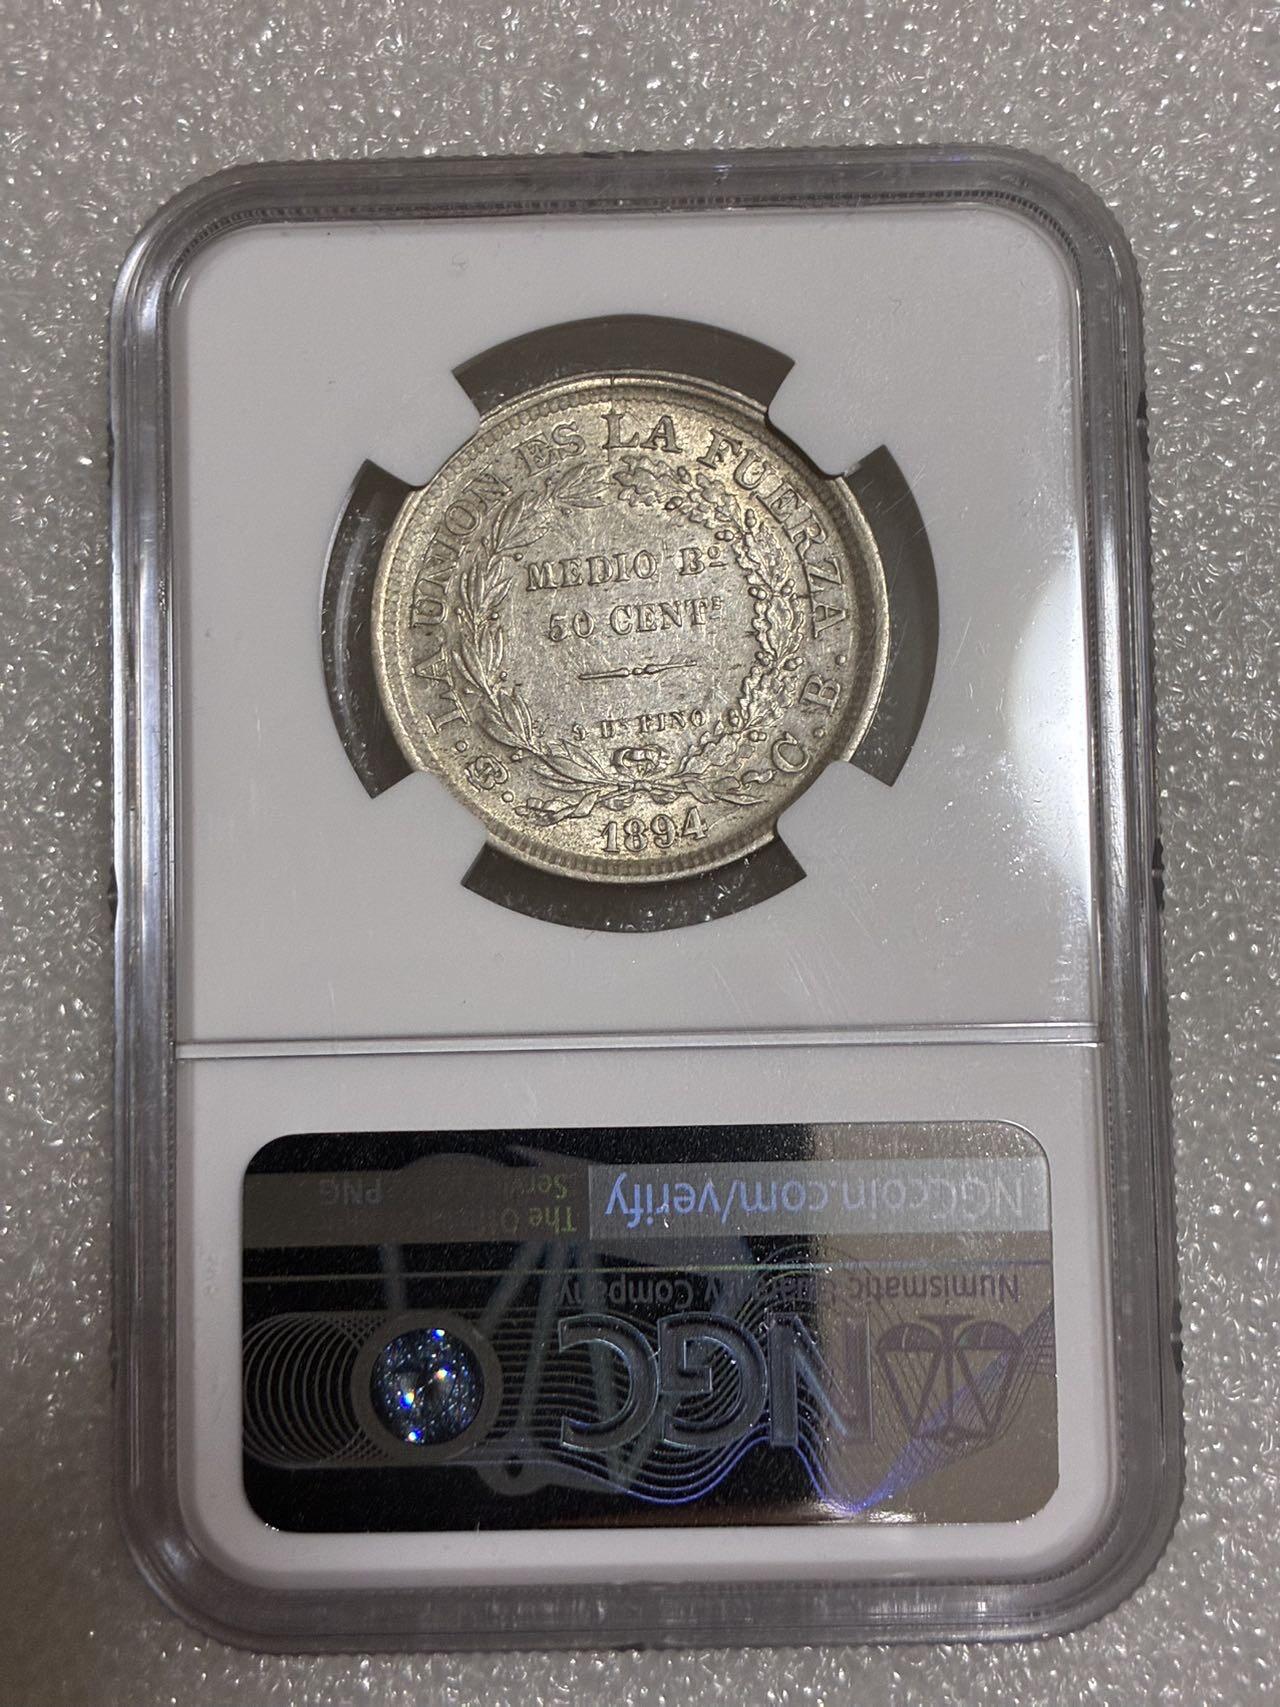 LA UNION ES LA FUERZA · C · B
MEDIO Bº
50 CENTS
9 Ds FINO
1894
NGCcoin.com/verify
PNG
Numismatic Guaranty Company
NGC